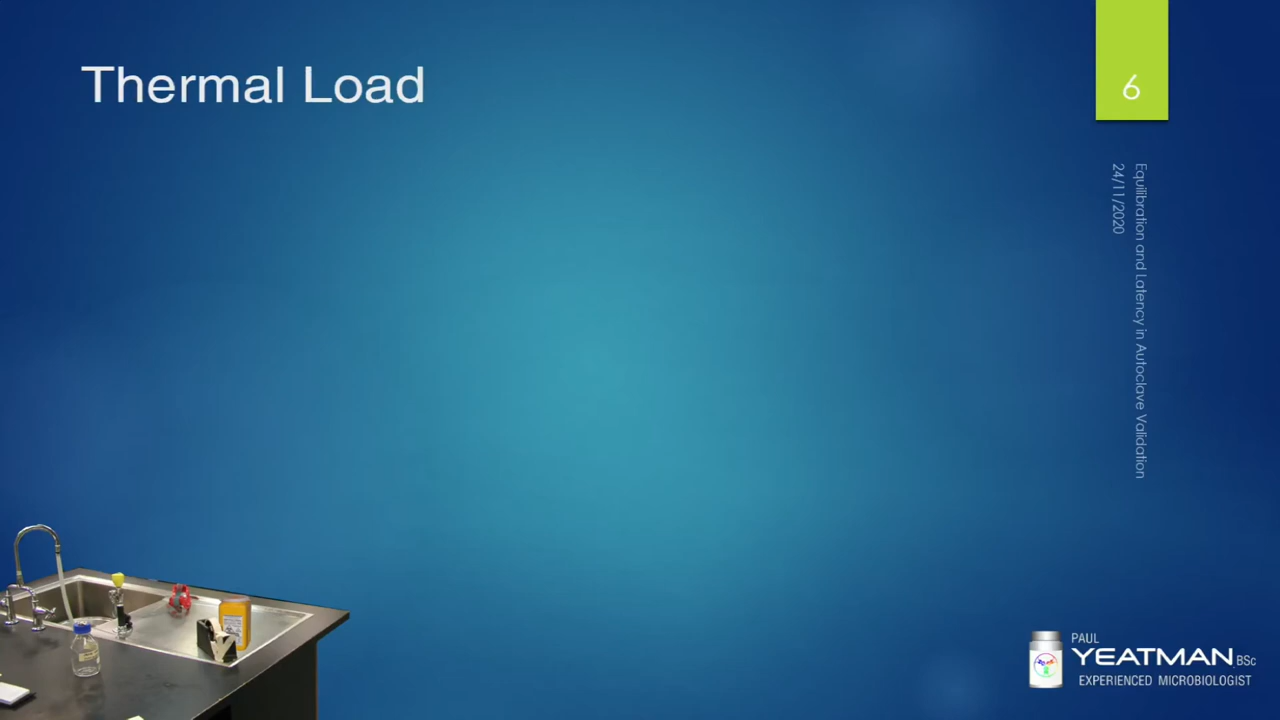 Thermal Load
6
Equilibration and Latency in Autoclave Validation
24/11/2020
PAUL
YEATMAN BSc
EXPERIENCED MICROBIOLOGIST